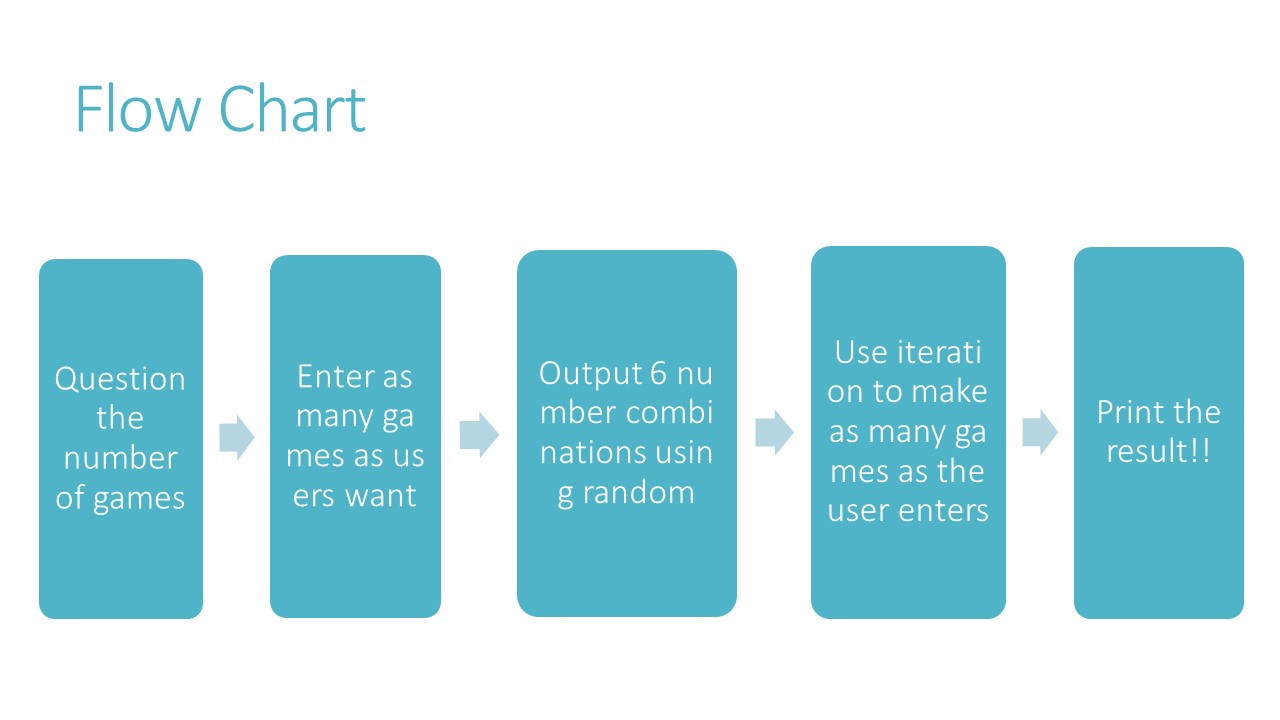 Flow Chart
Question
the
number
of games
Enter as
many ga
mes as us
ers want
Output 6 nu
mber combi
nations usin
g random
Use iterati
on to make
as many ga
mes as the
user enters
Print the
result!!